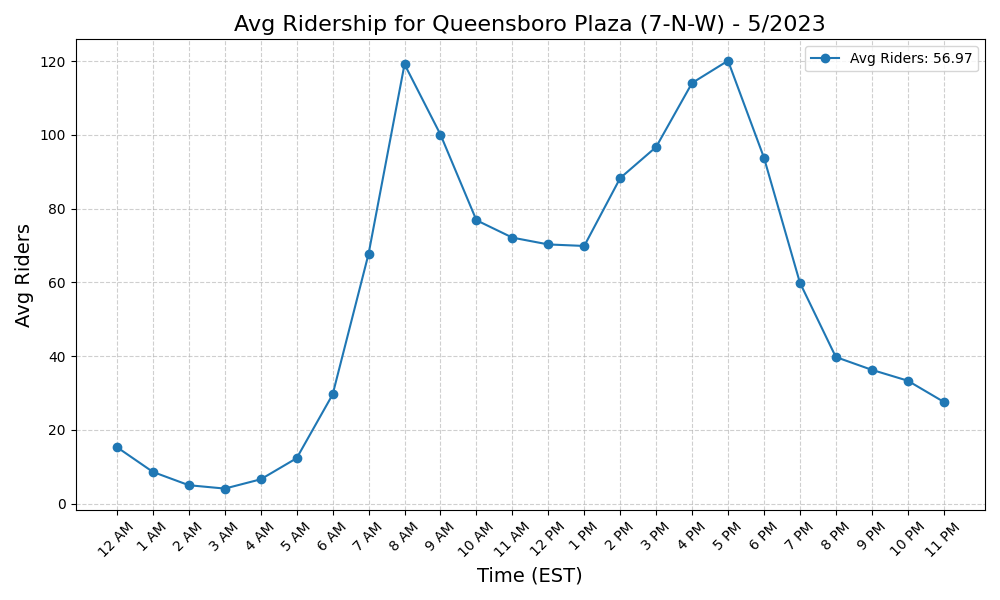 Avg Ridership for Queensboro Plaza (7-N-W) - 5/2023
Avg Riders: 56.97
Avg Riders
120
100
80
60
40
20
0
12 AM
1 AM
2 AM
3 AM
4 AM
5 AM
6 AM
7 AM
8 AM
9 AM
10 AM
11 AM
12 PM
1 PM
2 PM
3 PM
4 PM
5 PM
6 PM
7 PM
8 PM
9 PM
10 PM
11 PM
Time (EST)